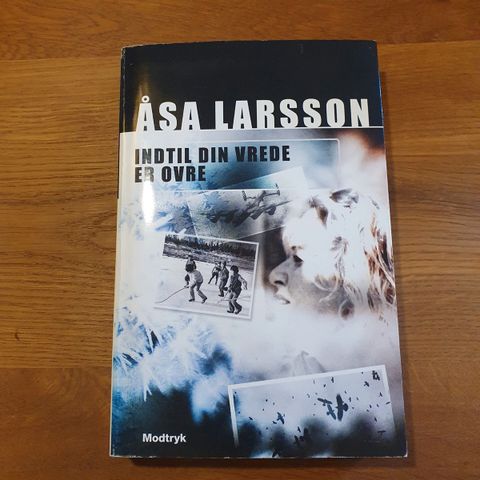 ÅSA LARSSON
INDTIL DIN VREDE
ER OVRE
Modtryk